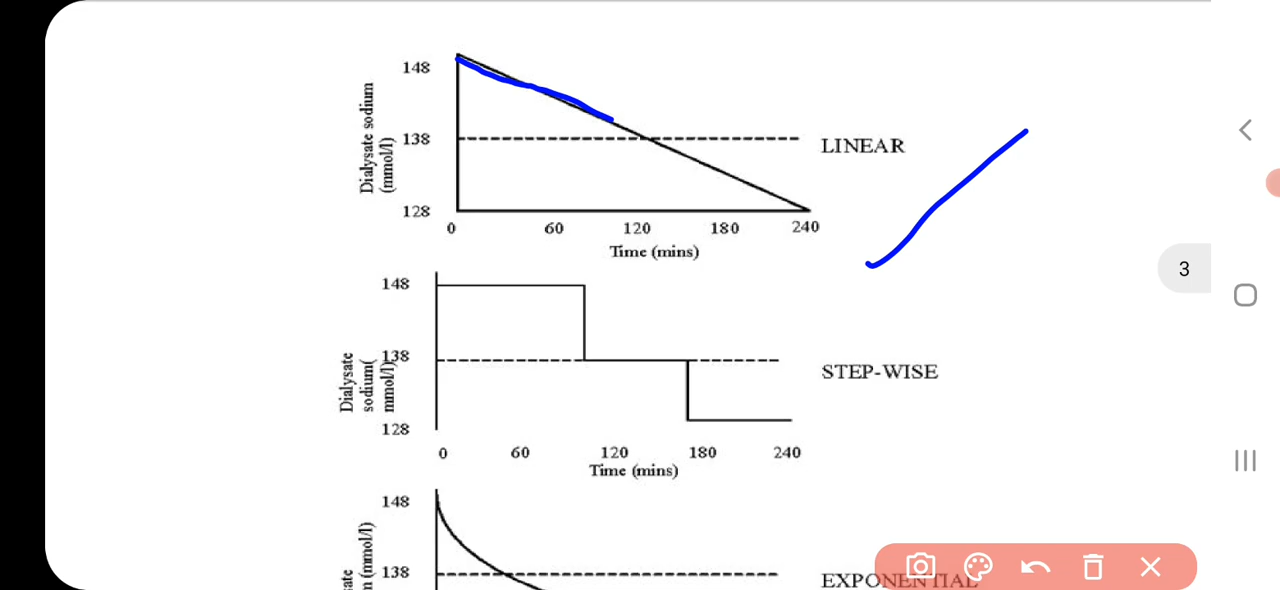 148
138
128
Dialysate sodium
(mmol/l)
LINEAR
0 60 120 180 240
Time (mins)
148
138
128
Dialysate
sodium(
mmol/l)
STEP-WISE
0 60 120 180 240
Time (mins)
148
138
(mmol/l)
EXPONENTIAL
3